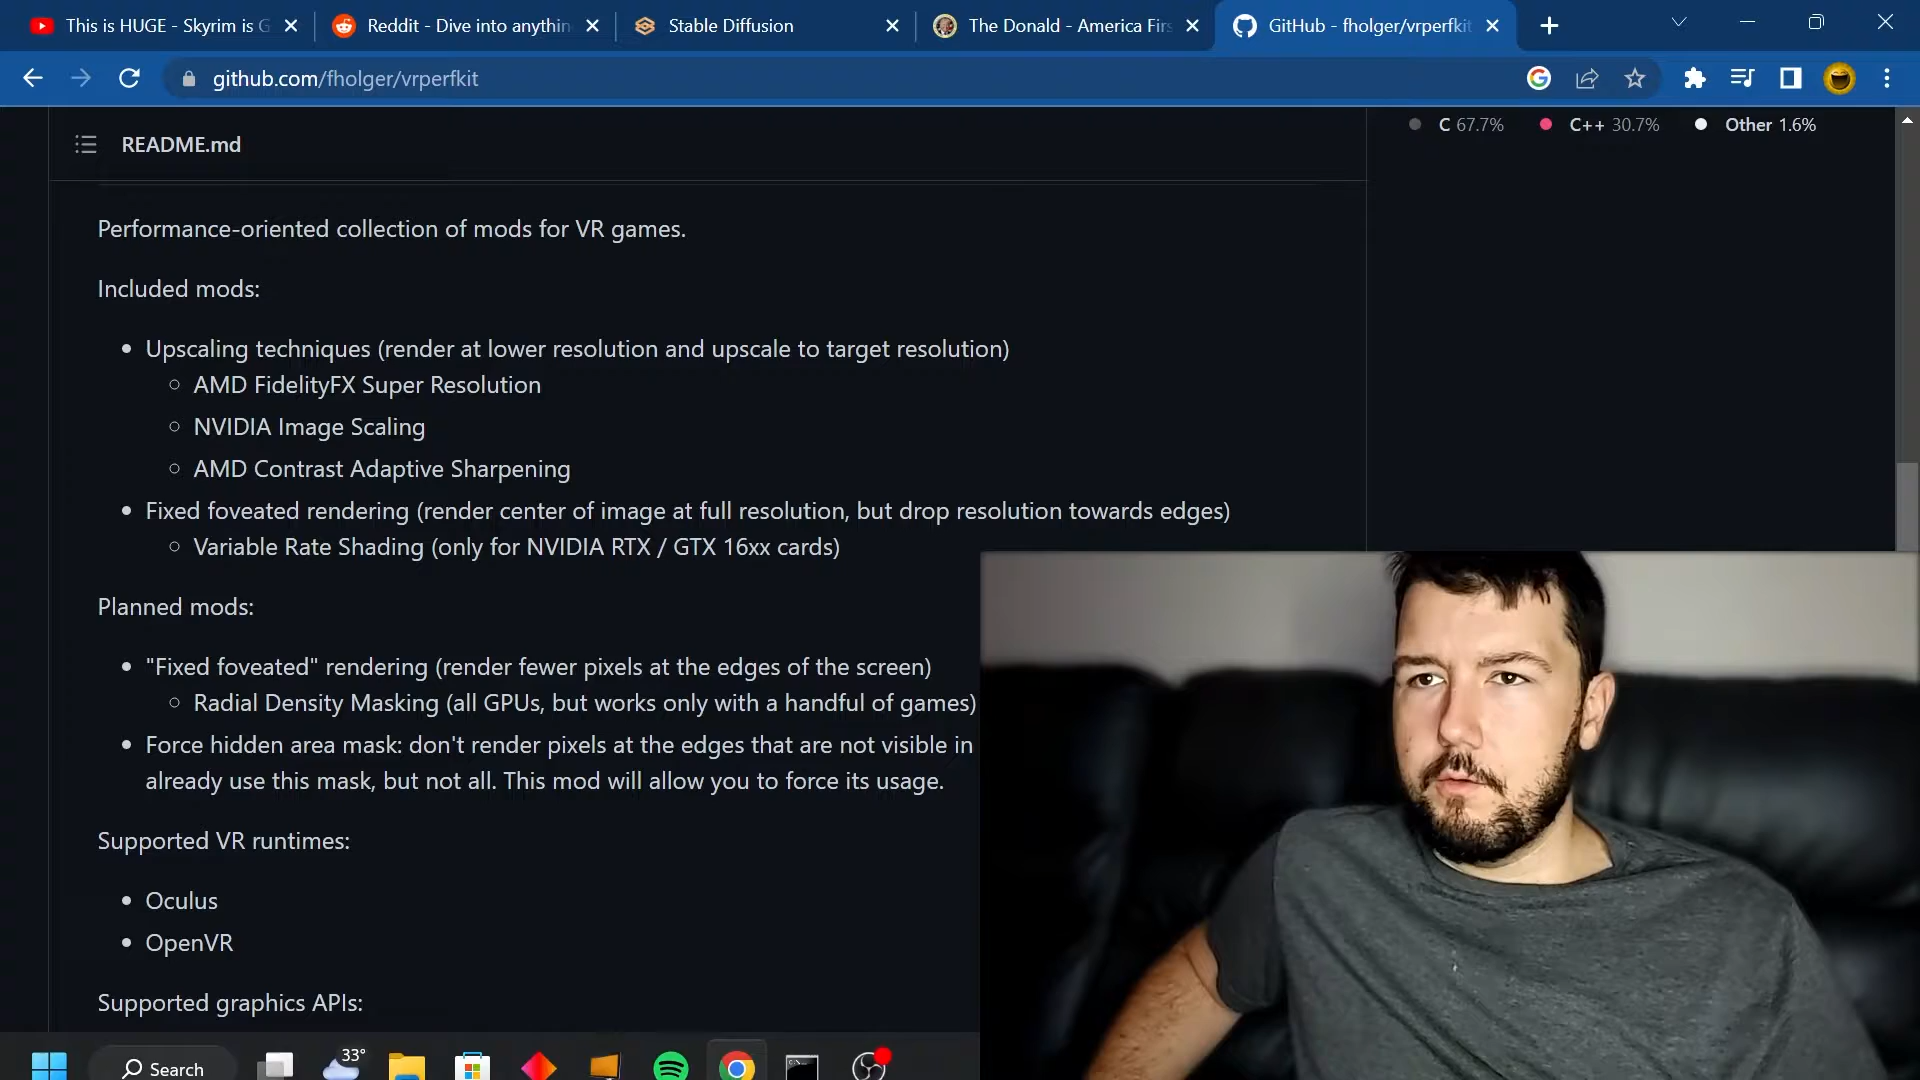 This is HUGE - Skyrim is G
Reddit - Dive into anythin
Stable Diffusion
The Donald - America Firs
GitHub - fholger/vrperfkit
github.com/fholger/vrperfkit
README.md
C 67.7%
C++ 30.7%
Other 1.6%
Performance-oriented collection of mods for VR games.
Included mods:
Upscaling techniques (render at lower resolution and upscale to target resolution)
AMD FidelityFX Super Resolution
NVIDIA Image Scaling
AMD Contrast Adaptive Sharpening
Fixed foveated rendering (render center of image at full resolution, but drop resolution towards edges)
Variable Rate Shading (only for NVIDIA RTX / GTX 16xx cards)
Planned mods:
"Fixed foveated" rendering (render fewer pixels at the edges of the screen)
Radial Density Masking (all GPUs, but works only with a handful of games)
Force hidden area mask: don't render pixels at the edges that are not visible in
already use this mask, but not all. This mod will allow you to force its usage.
Supported VR runtimes:
Oculus
OpenVR
Supported graphics APIs:
Search
33°